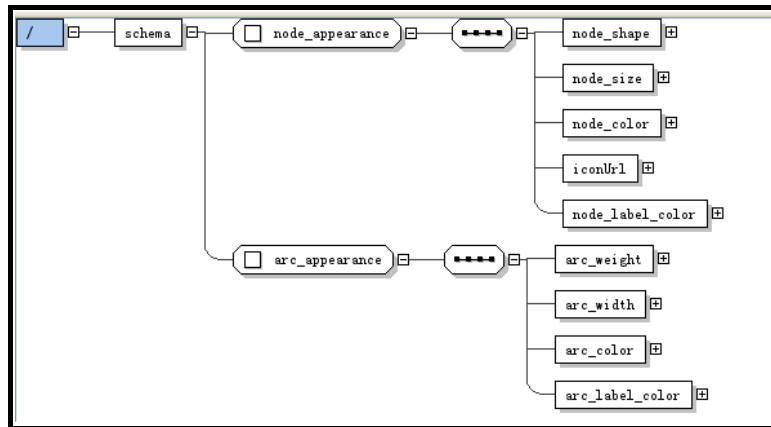 / schema node_appearance node_shape
node_size
node_color
iconUrl
node_label_color
arc_appearance arc_weight
arc_width
arc_color
arc_label_color